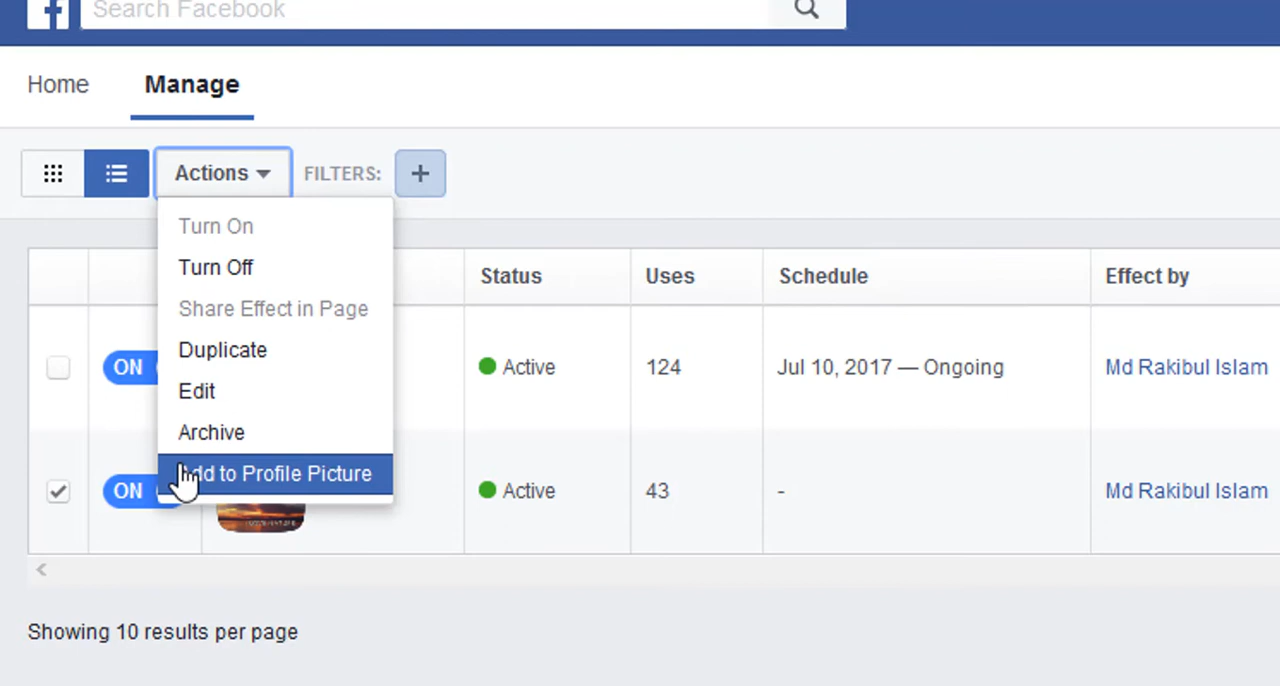 Search Facebook
Home Manage
Actions FILTERS: +
Turn On
Turn Off
Share Effect in Page
Duplicate
Edit
Archive
Add to Profile Picture
Status Uses Schedule Effect by
ON Active 124 Jul 10, 2017 — Ongoing Md Rakibul Islam
ON Active 43 - Md Rakibul Islam
Showing 10 results per page